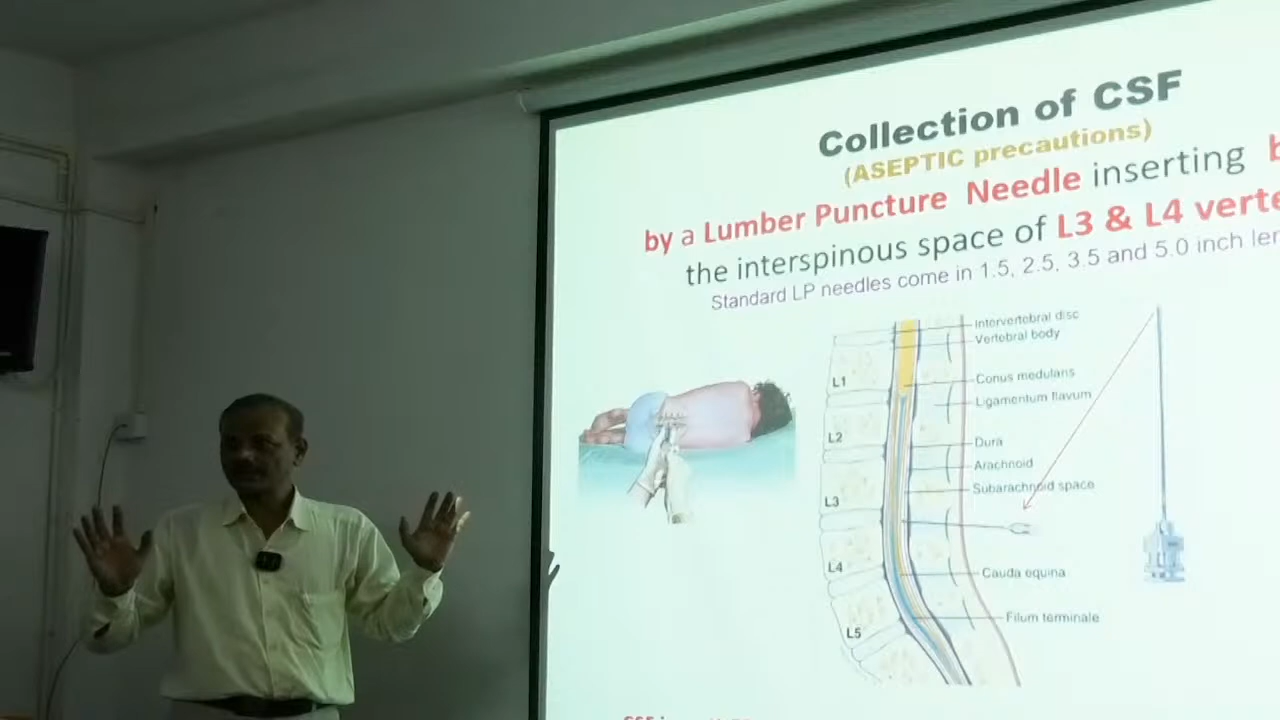 Collection of CSF
(ASEPTIC precautions)
by a Lumber Puncture Needle inserting
the interspinous space of L3 & L4
Standard LP needles come in 1.5, 2.5, 3.5 and 5.0 inch
Intervertebral disc
Vertebral body
L1
Conus medularis
Ligamentum flavum
L2
Dura
Arachnoid
L3
Subarachnoid space
L4
Cauda equina
L5
Filum terminale